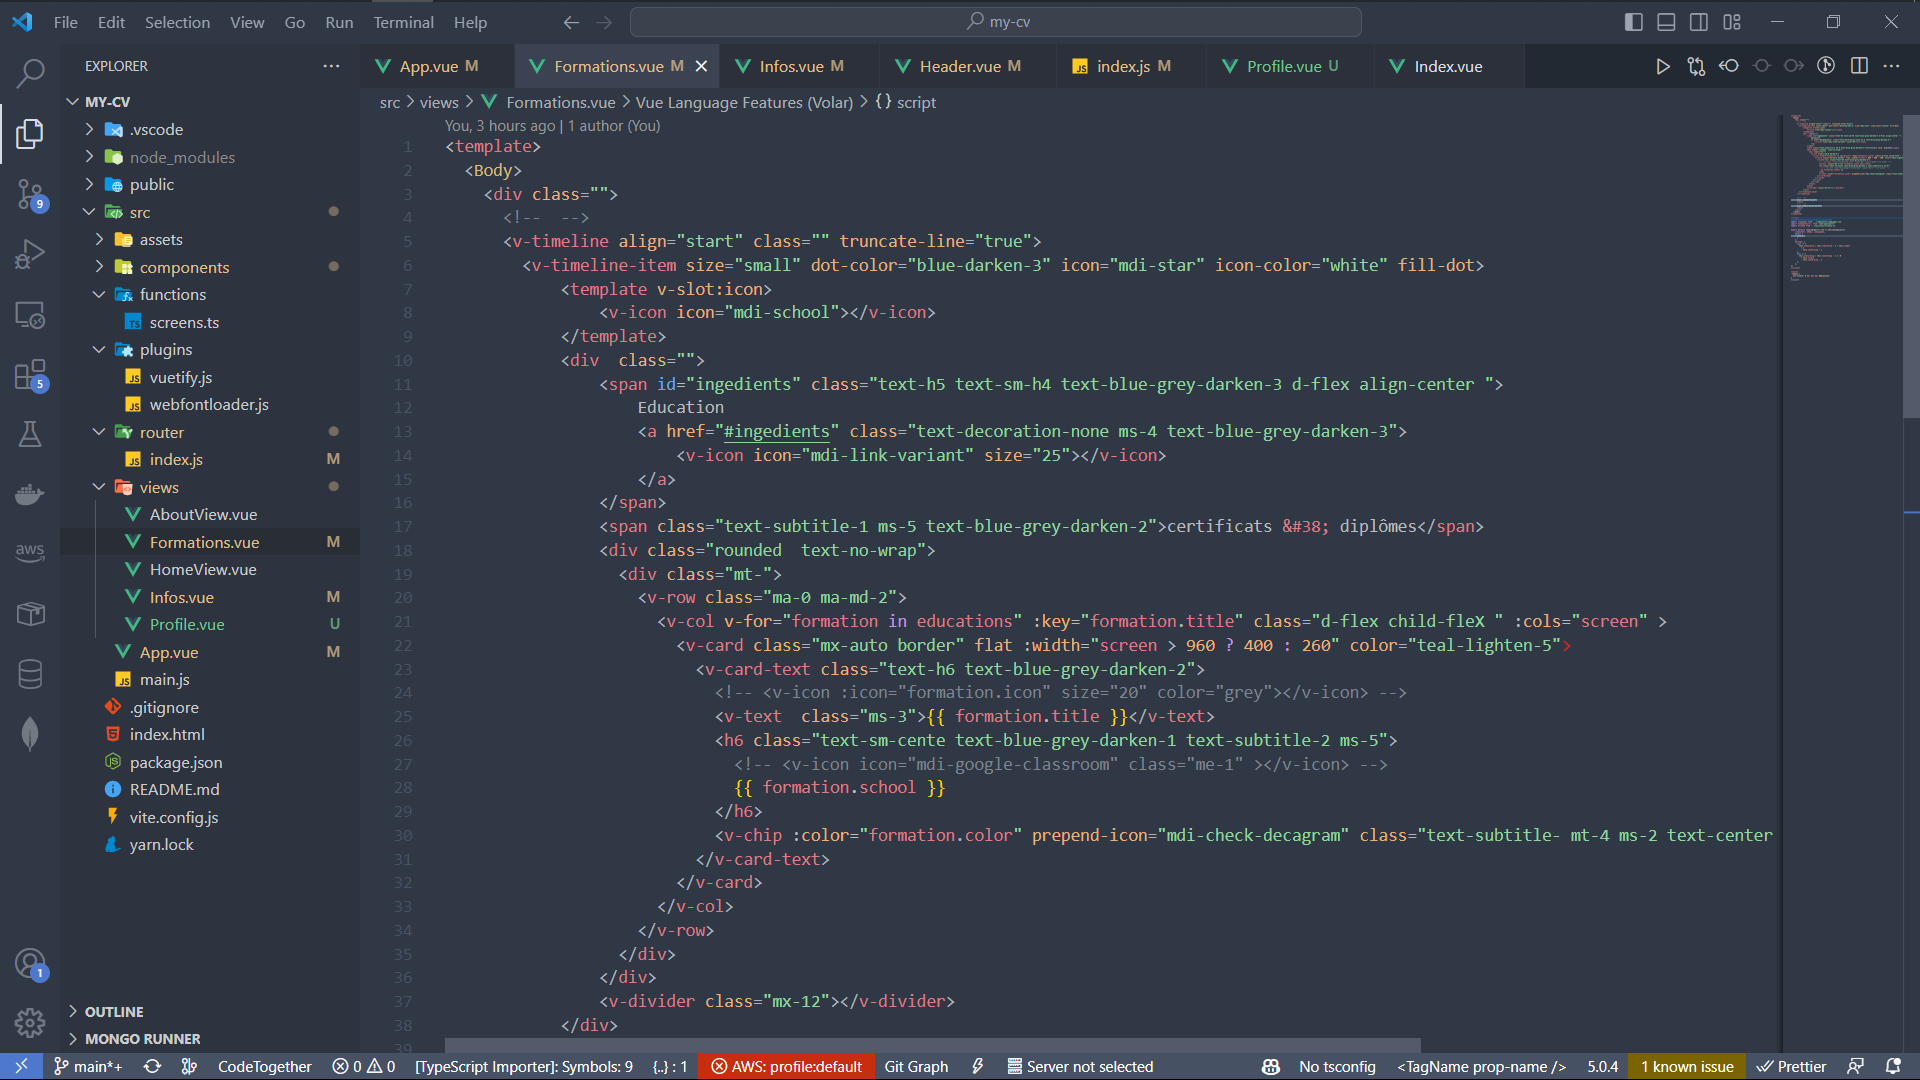 File Edit Selection View Go Run Terminal Help
my-cv
EXPLORER
App.vue M
Formations.vue M
Infos.vue M
Header.vue M
index.js M
Profile.vue U
Index.vue
src > views > Formations.vue > Vue Language Features (Volar) > {} script
MY-CV
.vscode
node_modules
public
src
assets
components
functions
TS screens.ts
plugins
JS vuetify.js
JS webfontloader.js
router
JS index.js M
views
AboutView.vue
Formations.vue M
HomeView.vue
Infos.vue M
Profile.vue U
App.vue M
JS main.js
.gitignore
index.html
package.json
README.md
vite.config.js
yarn.lock
OUTLINE
MONGO RUNNER
9
5
aws
1
You, 3 hours ago | 1 author (You)
1 <template>
2 <Body>
3 <div class="">
4 <!--  -->
5 <v-timeline align="start" class="" truncate-line="true">
6 <v-timeline-item size="small" dot-color="blue-darken-3" icon="mdi-star" icon-color="white" fill-dot>
7 <template v-slot:icon>
8 <v-icon icon="mdi-school"></v-icon>
9 </template>
10 <div  class="">
11 <span id="ingedients" class="text-h5 text-sm-h4 text-blue-grey-darken-3 d-flex align-center ">
12 Education
13 <a href="#ingedients" class="text-decoration-none ms-4 text-blue-grey-darken-3">
14 <v-icon icon="mdi-link-variant" size="25"></v-icon>
15 </a>
16 </span>
17 <span class="text-subtitle-1 ms-5 text-blue-grey-darken-2">certificats &#38; diplômes</span>
18 <div class="rounded  text-no-wrap">
19 <div class="mt-">
20 <v-row class="ma-0 ma-md-2">
21 <v-col v-for="formation in educations" :key="formation.title" class="d-flex child-fleX " :cols="screen" >
22 <v-card class="mx-auto border" flat :width="screen > 960 ? 400 : 260" color="teal-lighten-5">
23 <v-card-text class="text-h6 text-blue-grey-darken-2">
24 <!-- <v-icon :icon="formation.icon" size="20" color="grey"></v-icon> -->
25 <v-text  class="ms-3">{{ formation.title }}</v-text>
26 <h6 class="text-sm-cente text-blue-grey-darken-1 text-subtitle-2 ms-5">
27 <!-- <v-icon icon="mdi-google-classroom" class="me-1" ></v-icon> -->
28 {{ formation.school }}
29 </h6>
30 <v-chip :color="formation.color" prepend-icon="mdi-check-decagram" class="text-subtitle- mt-4 ms-2 text-center
31 </v-card-text>
32 </v-card>
33 </v-col>
34 </v-row>
35 </div>
36 </div>
37 <v-divider class="mx-12"></v-divider>
38 </div>
39
main*+
CodeTogether
0 0
[TypeScript Importer]: Symbols: 9
{..} : 1
AWS: profile:default
Git Graph
Server not selected
No tsconfig
<TagName prop-name />
5.0.4
1 known issue
Prettier